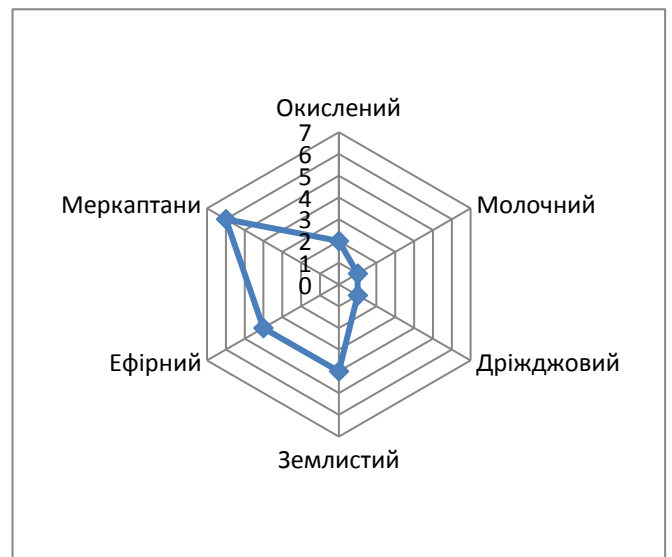 Окислений
7
6
5
4
3
2
1
0
Меркаптани
Молочний
Ефірний
Дріжджовий
Землистий